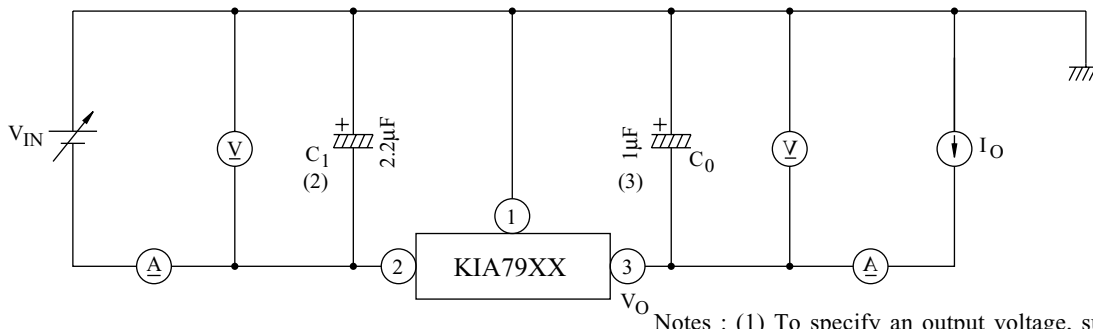 V_IN
V
C_1
(2)
+
2.2μF
1
+
1μF
(3)
C_0
V
I_O
A
2
KIA79XX
3
V_O
A
Notes : (1) To specify an output voltage, su